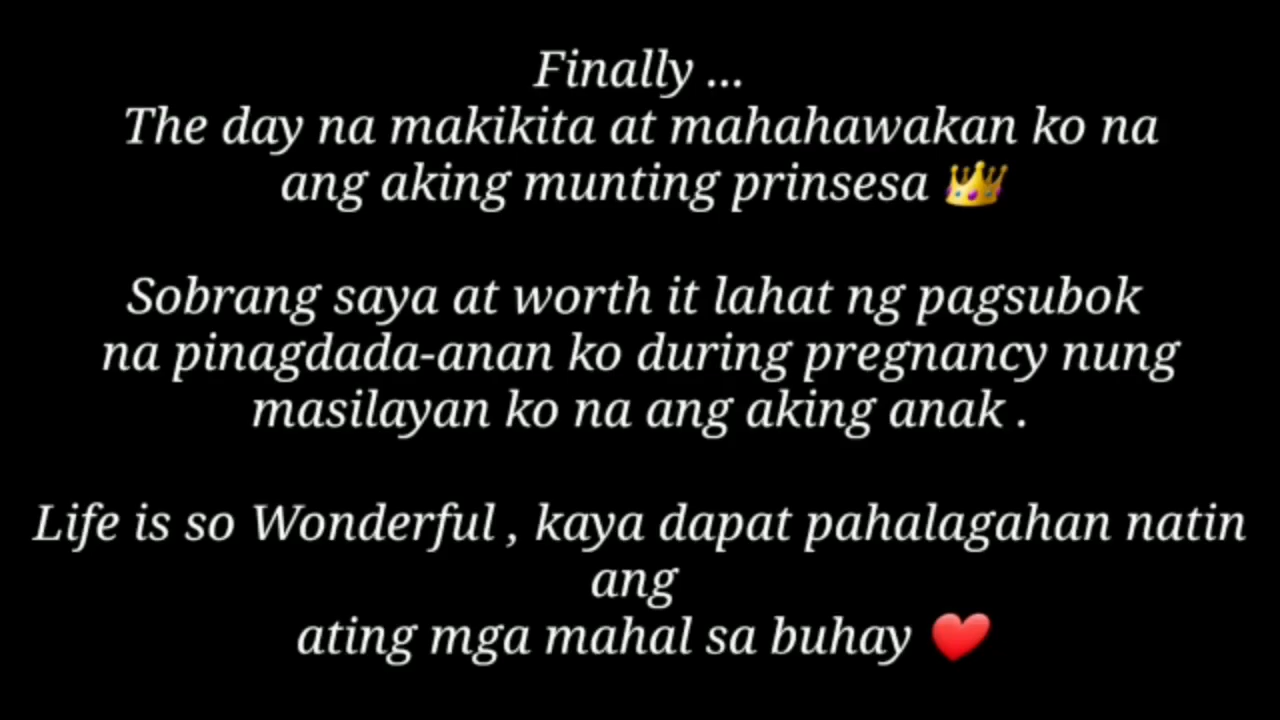 Finally ...
The day na makikita at mahahawakan ko na
ang aking munting prinsesa 👑
Sobrang saya at worth it lahat ng pagsubok
na pinagdada-anan ko during pregnancy nung
masilayan ko na ang aking anak .
Life is so Wonderful , kaya dapat pahalagahan natin
ang
ating mga mahal sa buhay ❤️